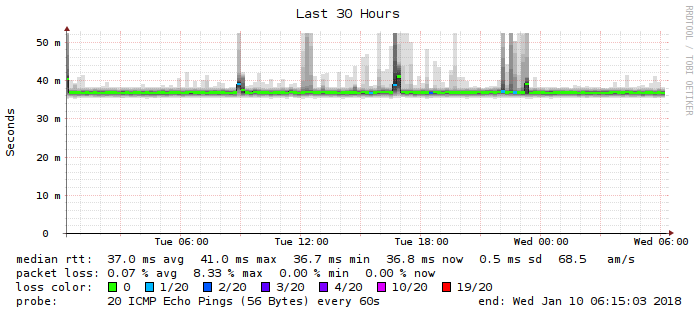 Last 30 Hours
RRDTOOL / TOBI OETIKER
Seconds
50 m
40 m
30 m
20 m
10 m
0
Tue 06:00 Tue 12:00 Tue 18:00 Wed 00:00 Wed 06:00
median rtt: 37.0 ms avg 41.0 ms max 36.7 ms min 36.8 ms now 0.5 ms sd 68.5 am/s
packet loss: 0.07 % avg 8.33 % max 0.00 % min 0.00 % now
loss color: 0 1/20 2/20 3/20 4/20 10/20 19/20
probe: 20 ICMP Echo Pings (56 Bytes) every 60s end: Wed Jan 10 06:15:03 2018